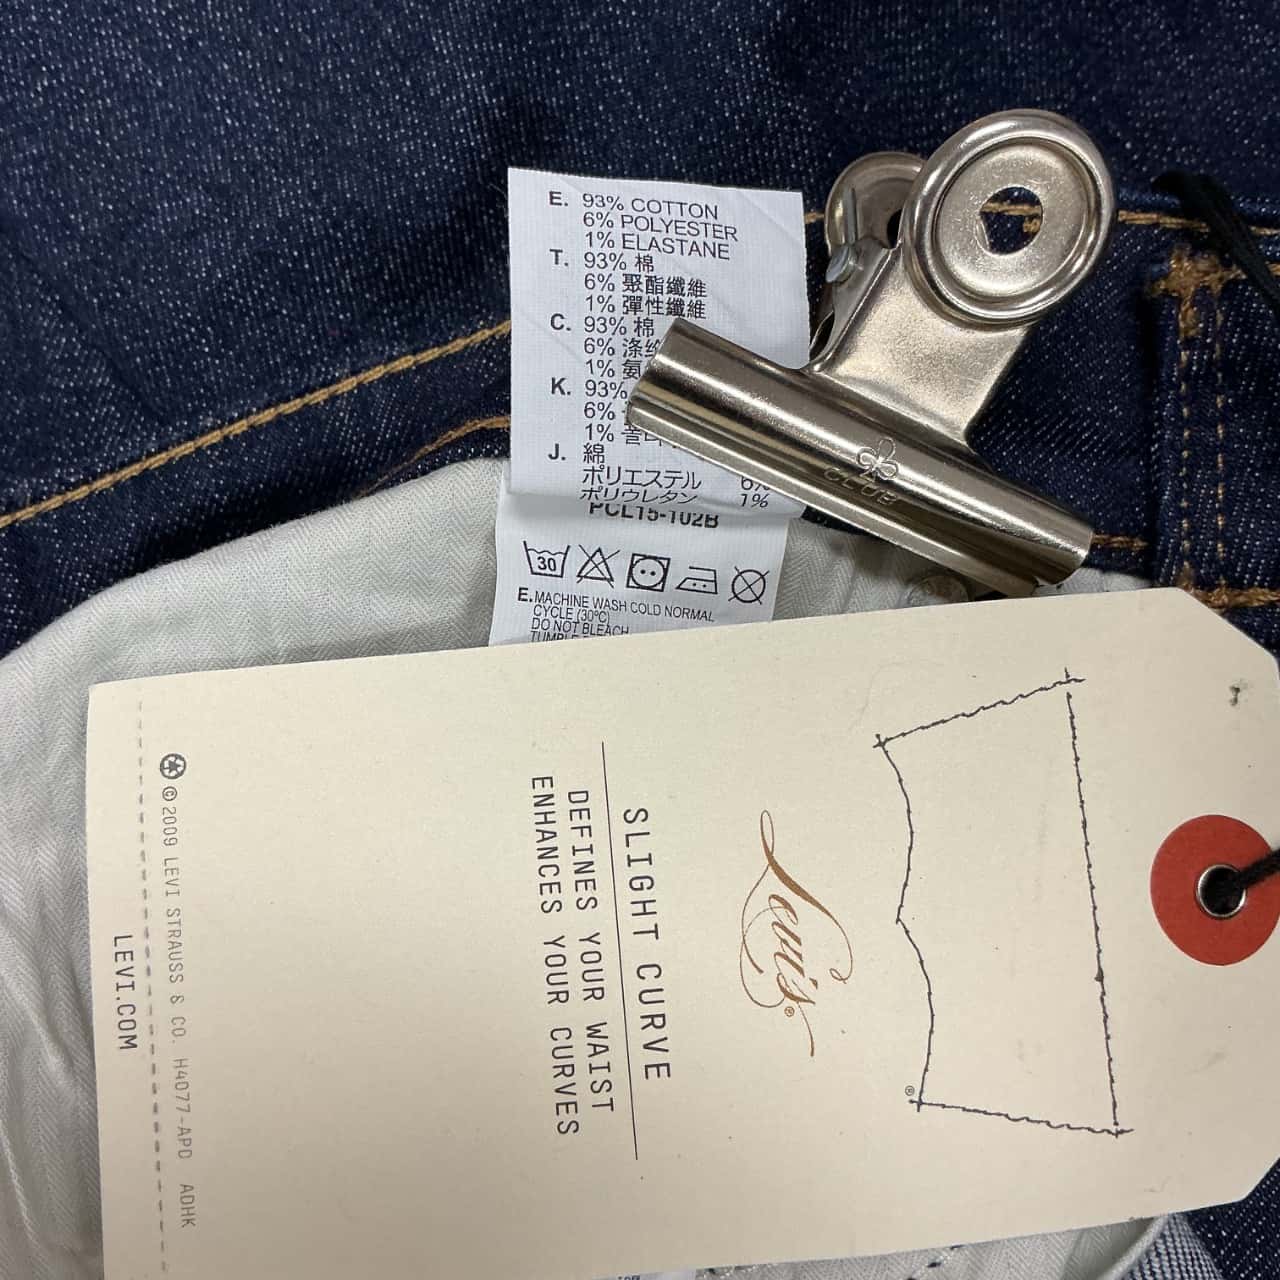 E. 93% COTTON
6% POLYESTER
1% ELASTANE
T. 93% 棉
6% 聚酯纖維
1% 彈性纖維
C. 93% 棉
6% 涤
1% 氨
K. 93%
6%
1%
J. 綿
ポリエステル 6%
ポリウレタン 1%
PCL15-102B
30
E. MACHINE WASH COLD NORMAL
CYCLE (30°C)
DO NOT BLEACH
CLUB
Levi's®
®
SLIGHT CURVE
DEFINES YOUR WAIST
ENHANCES YOUR CURVES
© 2009 LEVI STRAUSS & CO. H4077-APD ADHK
LEVI.COM